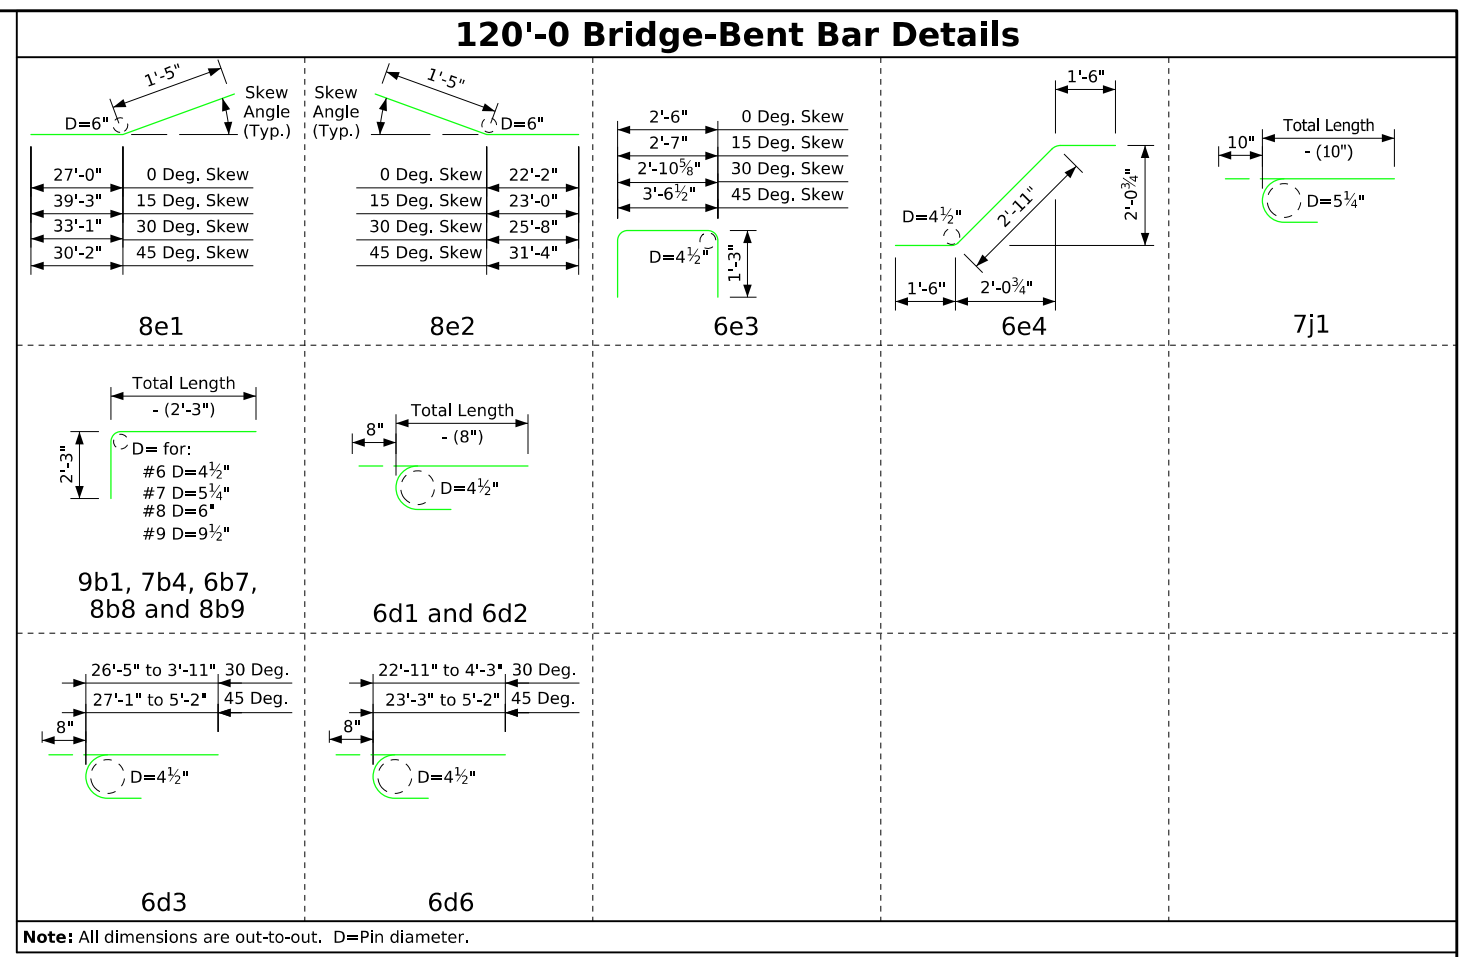 120'-0 Bridge-Bent Bar Details
1'-5"
D=6"
Skew
Angle
(Typ.)
27'-0" 0 Deg. Skew
39'-3" 15 Deg. Skew
33'-1" 30 Deg. Skew
30'-2" 45 Deg. Skew
8e1
1'-5"
Skew
Angle
(Typ.)
D=6"
0 Deg. Skew 22'-2"
15 Deg. Skew 23'-0"
30 Deg. Skew 25'-8"
45 Deg. Skew 31'-4"
8e2
2'-6" 0 Deg. Skew
2'-7" 15 Deg. Skew
2'-10⅝" 30 Deg. Skew
3'-6½" 45 Deg. Skew
D=4½"
1'-3"
6e3
1'-6"
D=4½"
2'-11"
2'-0¾"
1'-6" 2'-0¾"
6e4
Total Length
10" - (10")
D=5¼"
7j1
Total Length
- (2'-3")
2'-3"
D= for:
#6 D=4½"
#7 D=5¼"
#8 D=6"
#9 D=9½"
9b1, 7b4, 6b7,
8b8 and 8b9
Total Length
8" - (8")
D=4½"
6d1 and 6d2
26'-5" to 3'-11" 30 Deg.
27'-1" to 5'-2" 45 Deg.
8"
D=4½"
6d3
22'-11" to 4'-3" 30 Deg.
23'-3" to 5'-2" 45 Deg.
8"
D=4½"
6d6
Note: All dimensions are out-to-out. D=Pin diameter.